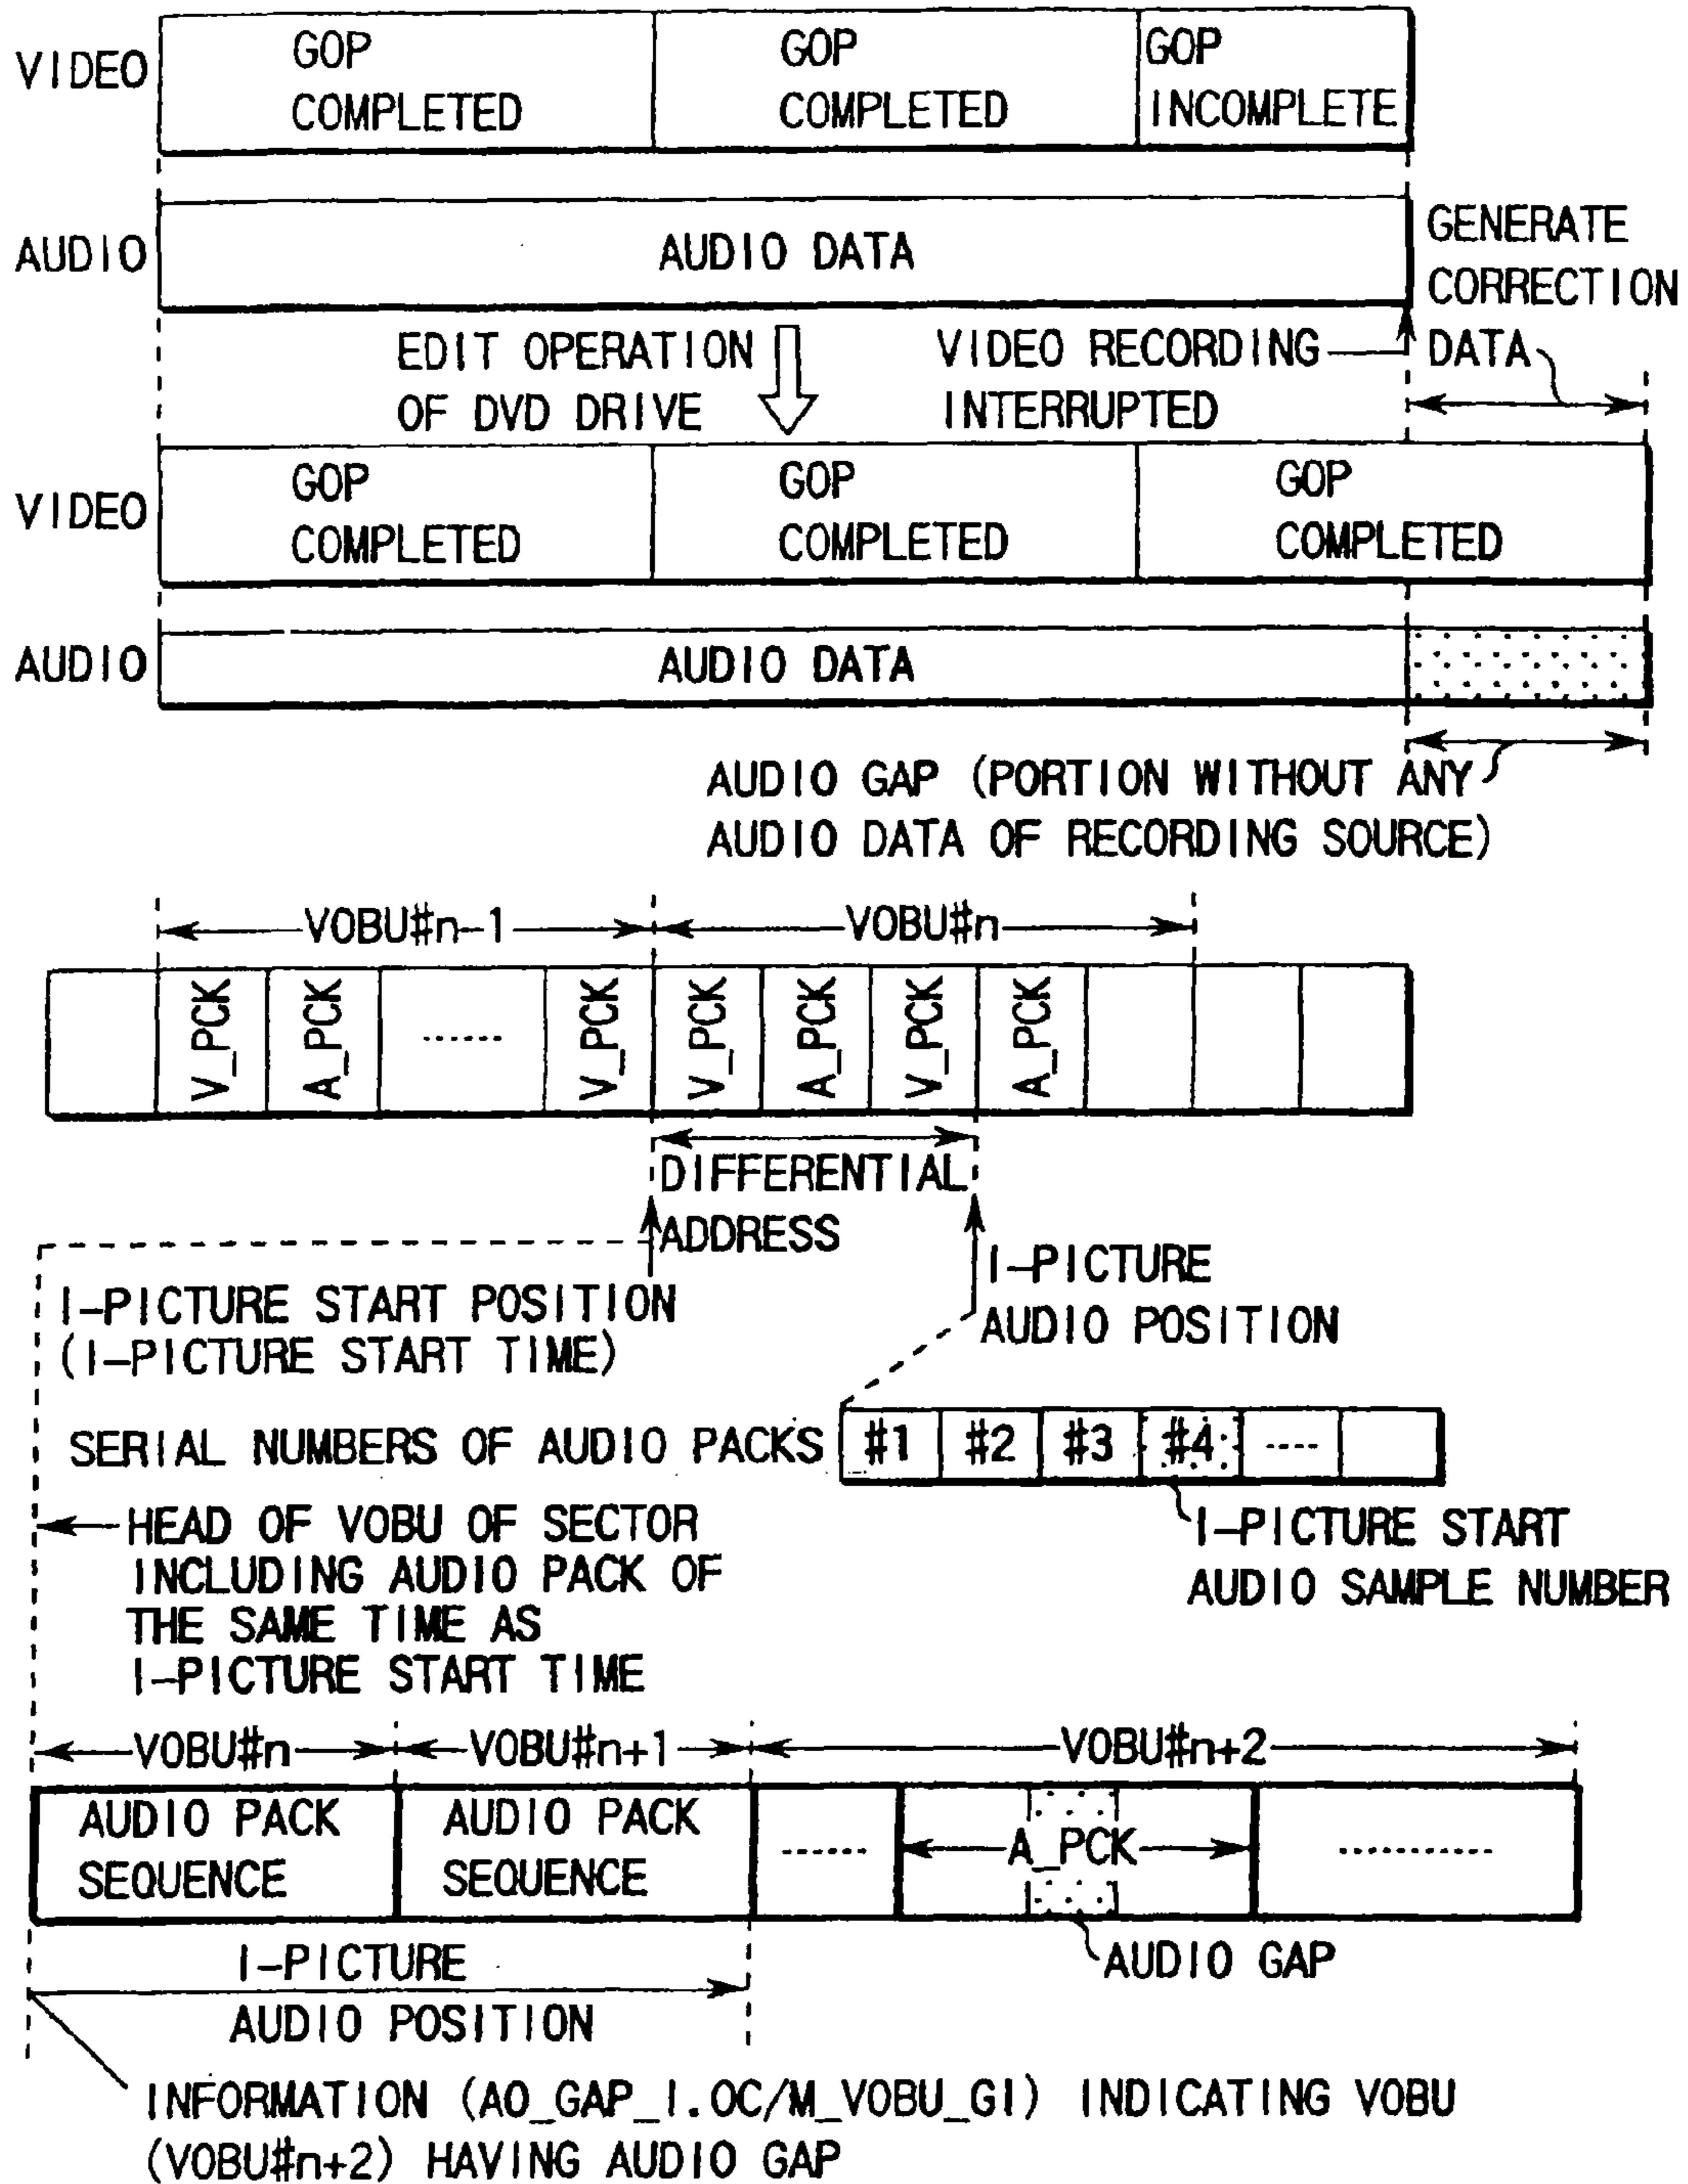 VIDEO
GOP
COMPLETED
GOP
COMPLETED
GOP
INCOMPLETE
AUDIO
AUDIO DATA
GENERATE
CORRECTION
DATA
EDIT OPERATION
OF DVD DRIVE
VIDEO RECORDING
INTERRUPTED
VIDEO
GOP
COMPLETED
GOP
COMPLETED
GOP
COMPLETED
AUDIO
AUDIO DATA
AUDIO GAP (PORTION WITHOUT ANY
AUDIO DATA OF RECORDING SOURCE)
VOBU#n-1
VOBU#n
V_PCK
A_PCK
······
V_PCK
V_PCK
A_PCK
V_PCK
A_PCK
DIFFERENTIAL
ADDRESS
I-PICTURE START POSITION
(I-PICTURE START TIME)
I-PICTURE
AUDIO POSITION
SERIAL NUMBERS OF AUDIO PACKS
#1
#2
#3
#4
----
I-PICTURE START
AUDIO SAMPLE NUMBER
HEAD OF VOBU OF SECTOR
INCLUDING AUDIO PACK OF
THE SAME TIME AS
I-PICTURE START TIME
VOBU#n
VOBU#n+1
VOBU#n+2
AUDIO PACK
SEQUENCE
AUDIO PACK
SEQUENCE
······
A_PCK
··········
AUDIO GAP
I-PICTURE
AUDIO POSITION
INFORMATION (A0_GAP_I.OC/M_VOBU_GI) INDICATING VOBU
(VOBU#n+2) HAVING AUDIO GAP